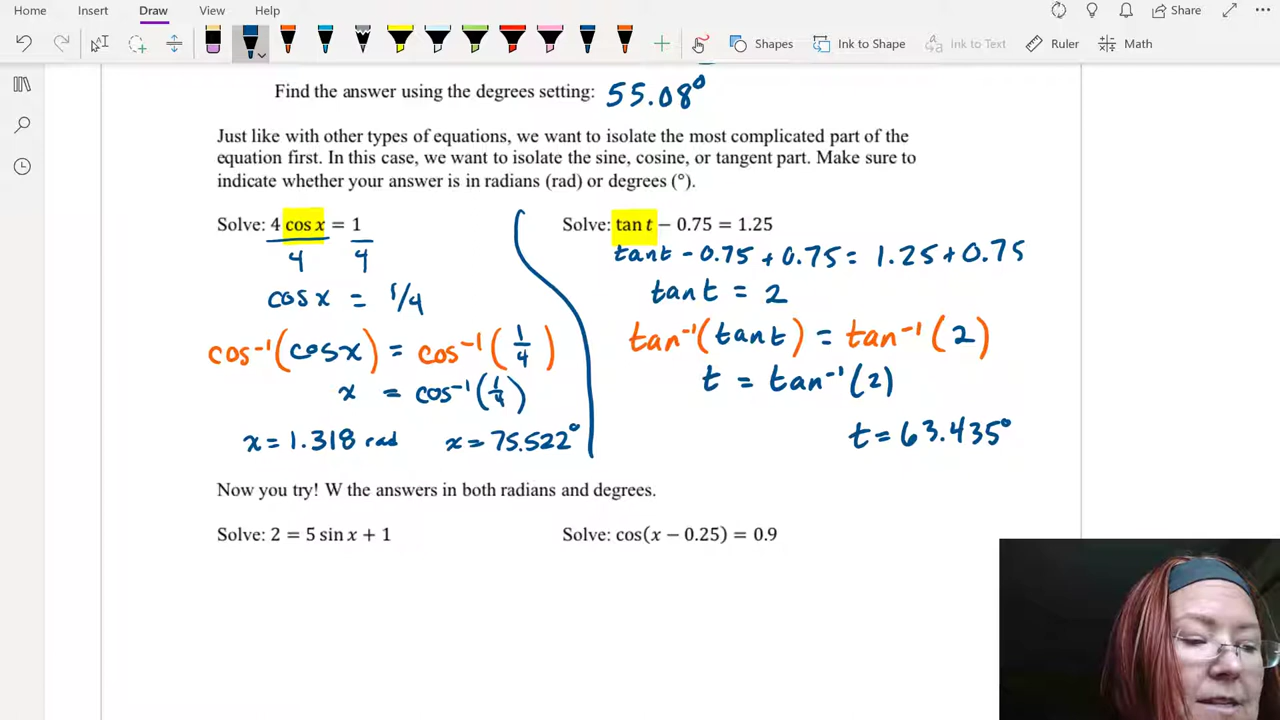 Home Insert Draw View Help Share
Shapes Ink to Shape Ink to Text Ruler Math
Find the answer using the degrees setting: 55.08°
Just like with other types of equations, we want to isolate the most complicated part of the
equation first. In this case, we want to isolate the sine, cosine, or tangent part. Make sure to
indicate whether your answer is in radians (rad) or degrees (°).
Solve: 4 cos x = 1
4 4
cos x = 1/4
cos⁻¹(cos x) = cos⁻¹(1/4)
x = cos⁻¹(1/4)
x = 1.318 rad x = 75.522°
Solve: tan t − 0.75 = 1.25
tan t - 0.75 + 0.75 = 1.25 + 0.75
tan t = 2
tan⁻¹(tan t) = tan⁻¹(2)
t = tan⁻¹(2)
t = 63.435°
Now you try! W the answers in both radians and degrees.
Solve: 2 = 5 sin x + 1
Solve: cos(x − 0.25) = 0.9